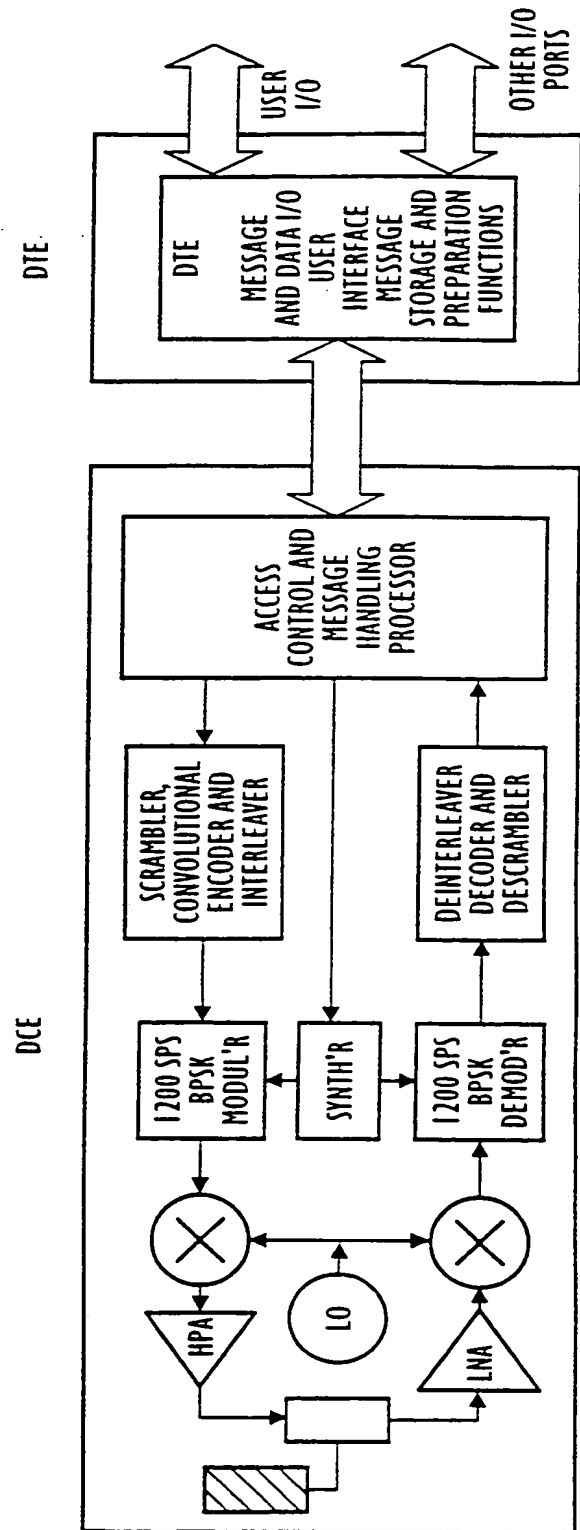 DCE
DTE
HPA
1200 SPS
BPSK
MODUL'R
SCRAMBLER,
CONVOLUTIONAL
ENCODER AND
INTERLEAVER
LO
SYNTH'R
LNA
1200 SPS
BPSK
DEMOD'R
DEINTERLEAVER
DECODER AND
DESCRAMBLER
ACCESS
CONTROL AND
MESSAGE
HANDLING
PROCESSOR
DTE
MESSAGE
AND DATA I/O
USER
INTERFACE
MESSAGE
STORAGE AND
PREPARATION
FUNCTIONS
USER
I/O
OTHER I/O
PORTS